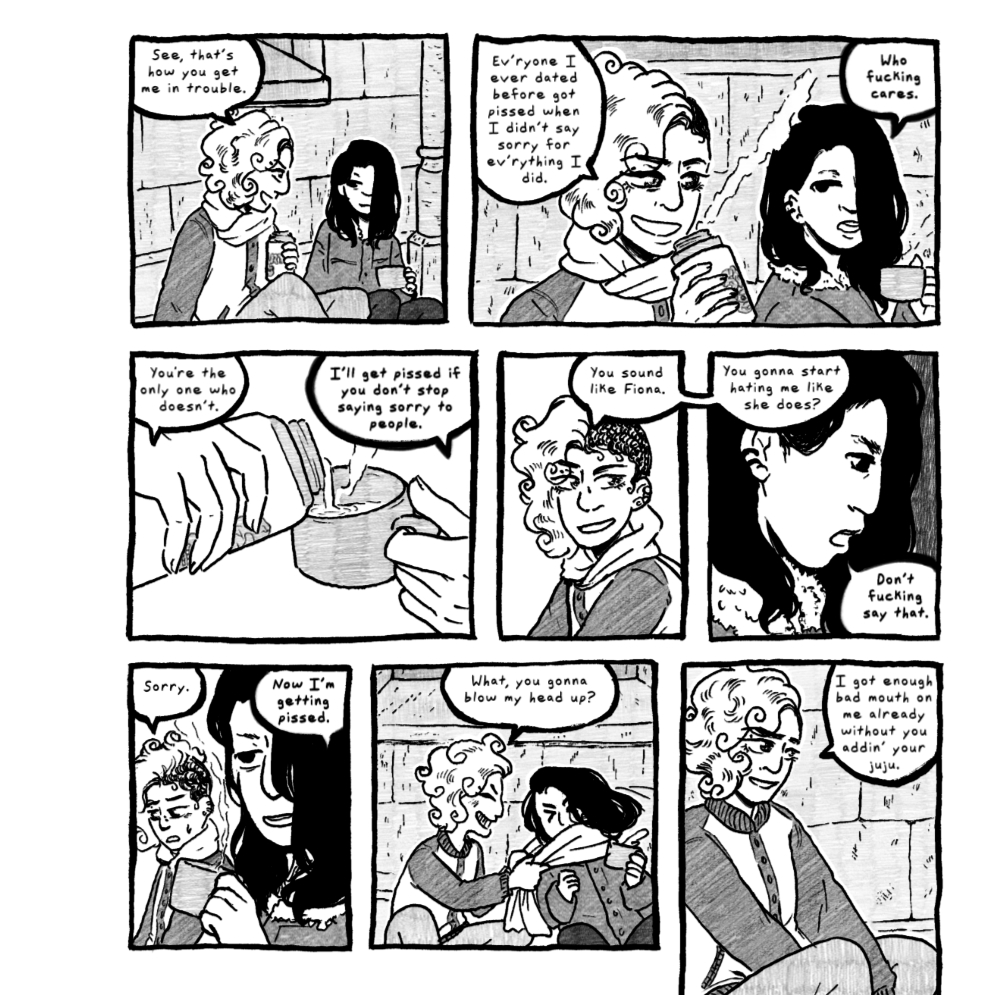 See, that's
how you get
me in trouble.
Ev'ryone I
ever dated
before got
pissed when
I didn't say
sorry for
ev'rything I
did.
Who
fucking
cares.
You're the
only one who
doesn't.
I'll get pissed if
you don't stop
saying sorry to
people.
You sound
like Fiona.
You gonna start
hating me like
she does?
Don't
fucking
say that.
Sorry.
Now I'm
getting
pissed.
What, you gonna
blow my head up?
I got enough
bad mouth on
me already
without you
addin' your
juju.